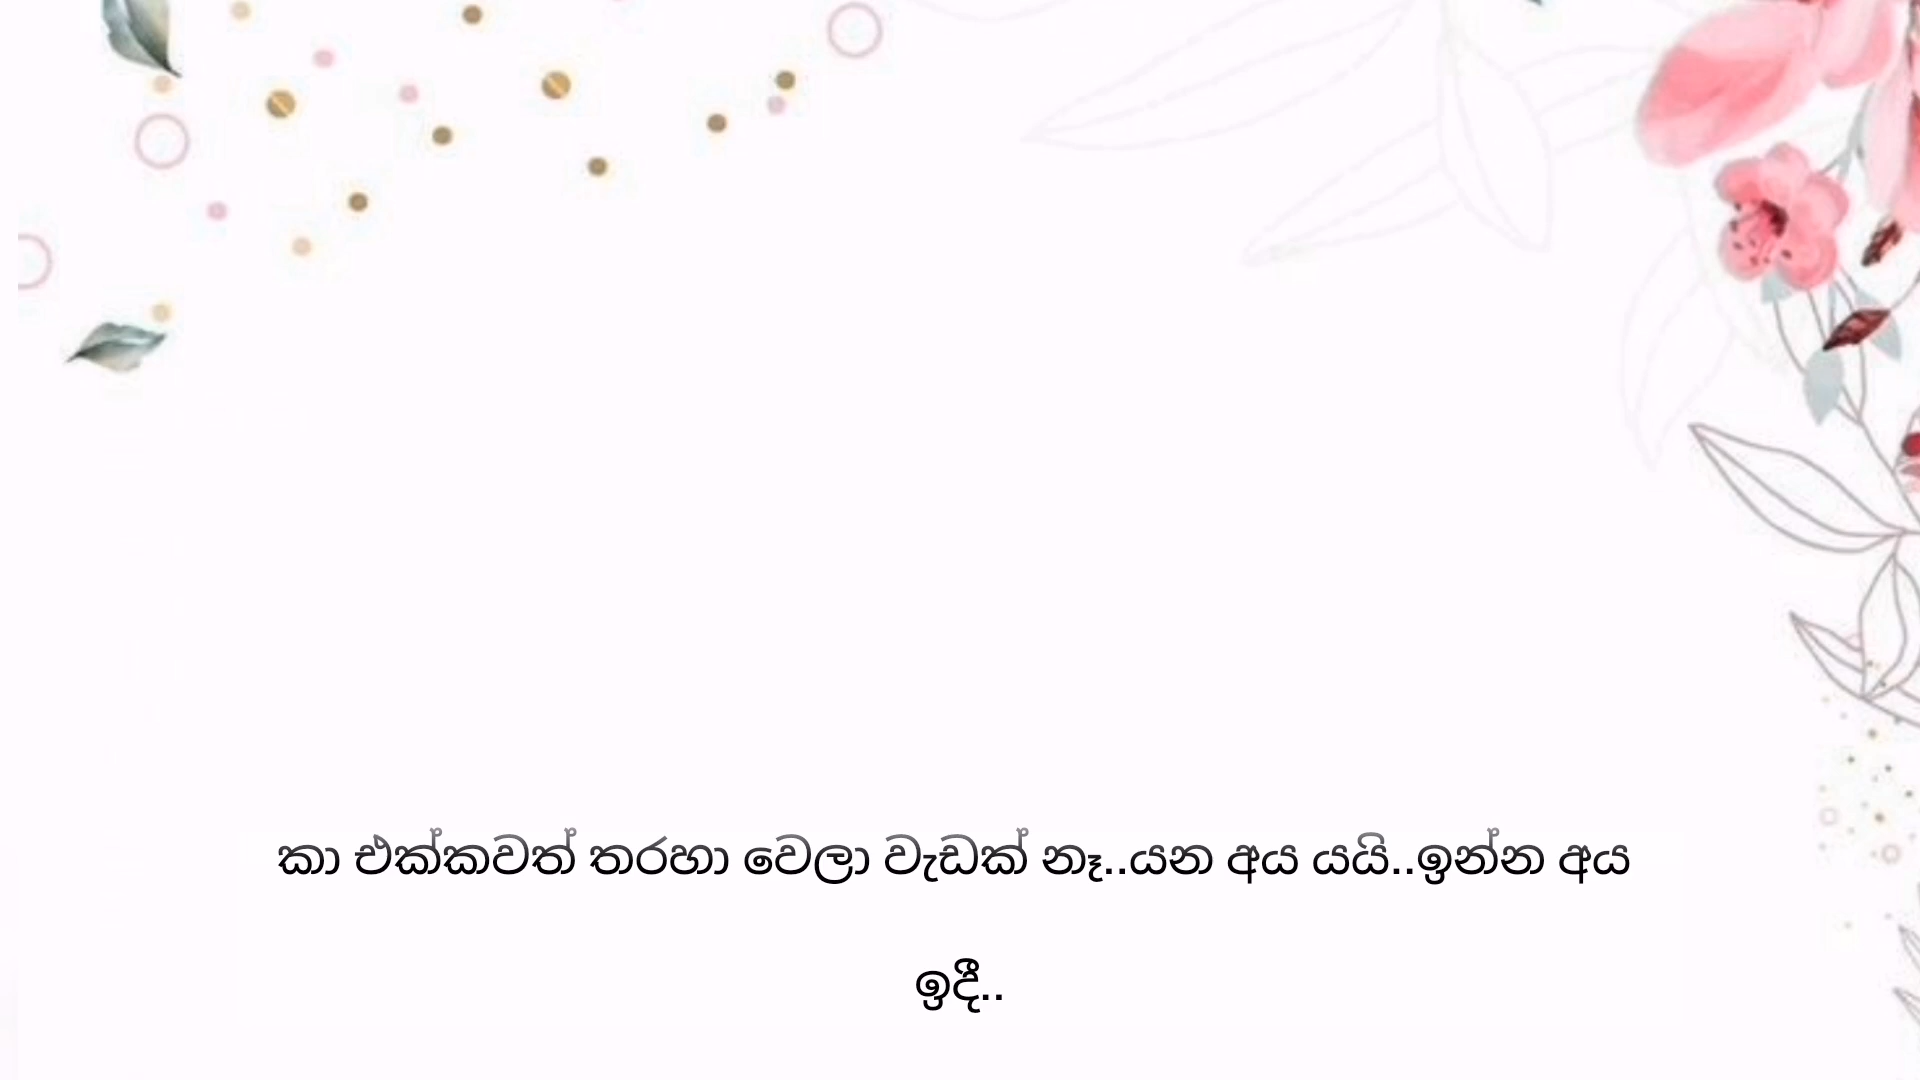 කා එක්කවත් තරහා වෙලා වැඩක් නෑ..යන අය යයි..ඉන්න අය
ඉදී..